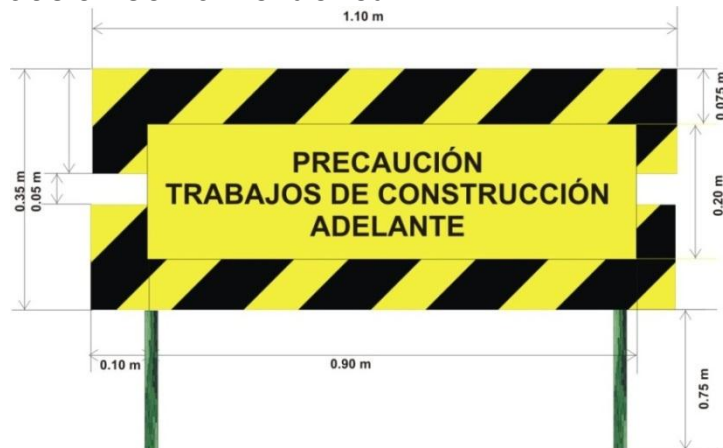 1.10 m
PRECAUCIÓN
TRABAJOS DE CONSTRUCCIÓN
ADELANTE
0.35 m
0.05 m
0.075 m
0.20 m
0.10 m
0.90 m
0.75 m